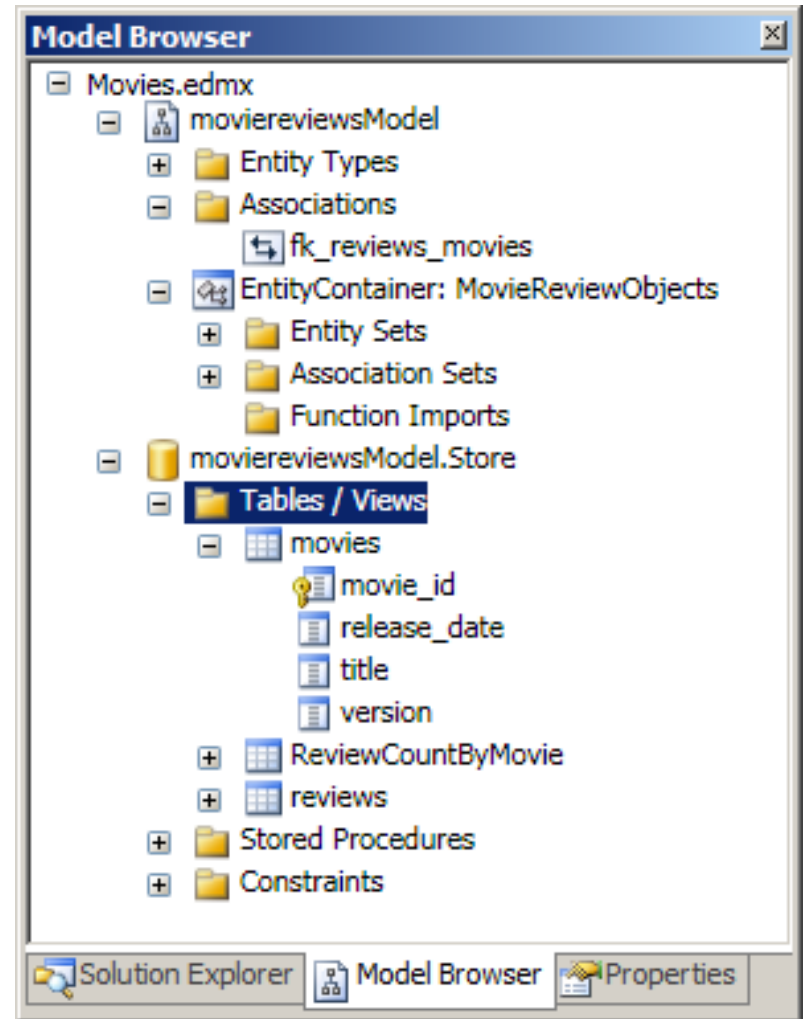 Model Browser
Movies.edmx
moviereviewsModel
Entity Types
Associations
fk_reviews_movies
EntityContainer: MovieReviewObjects
Entity Sets
Association Sets
Function Imports
moviereviewsModel.Store
Tables / Views
movies
movie_id
release_date
title
version
ReviewCountByMovie
reviews
Stored Procedures
Constraints
Solution Explorer Model Browser Properties